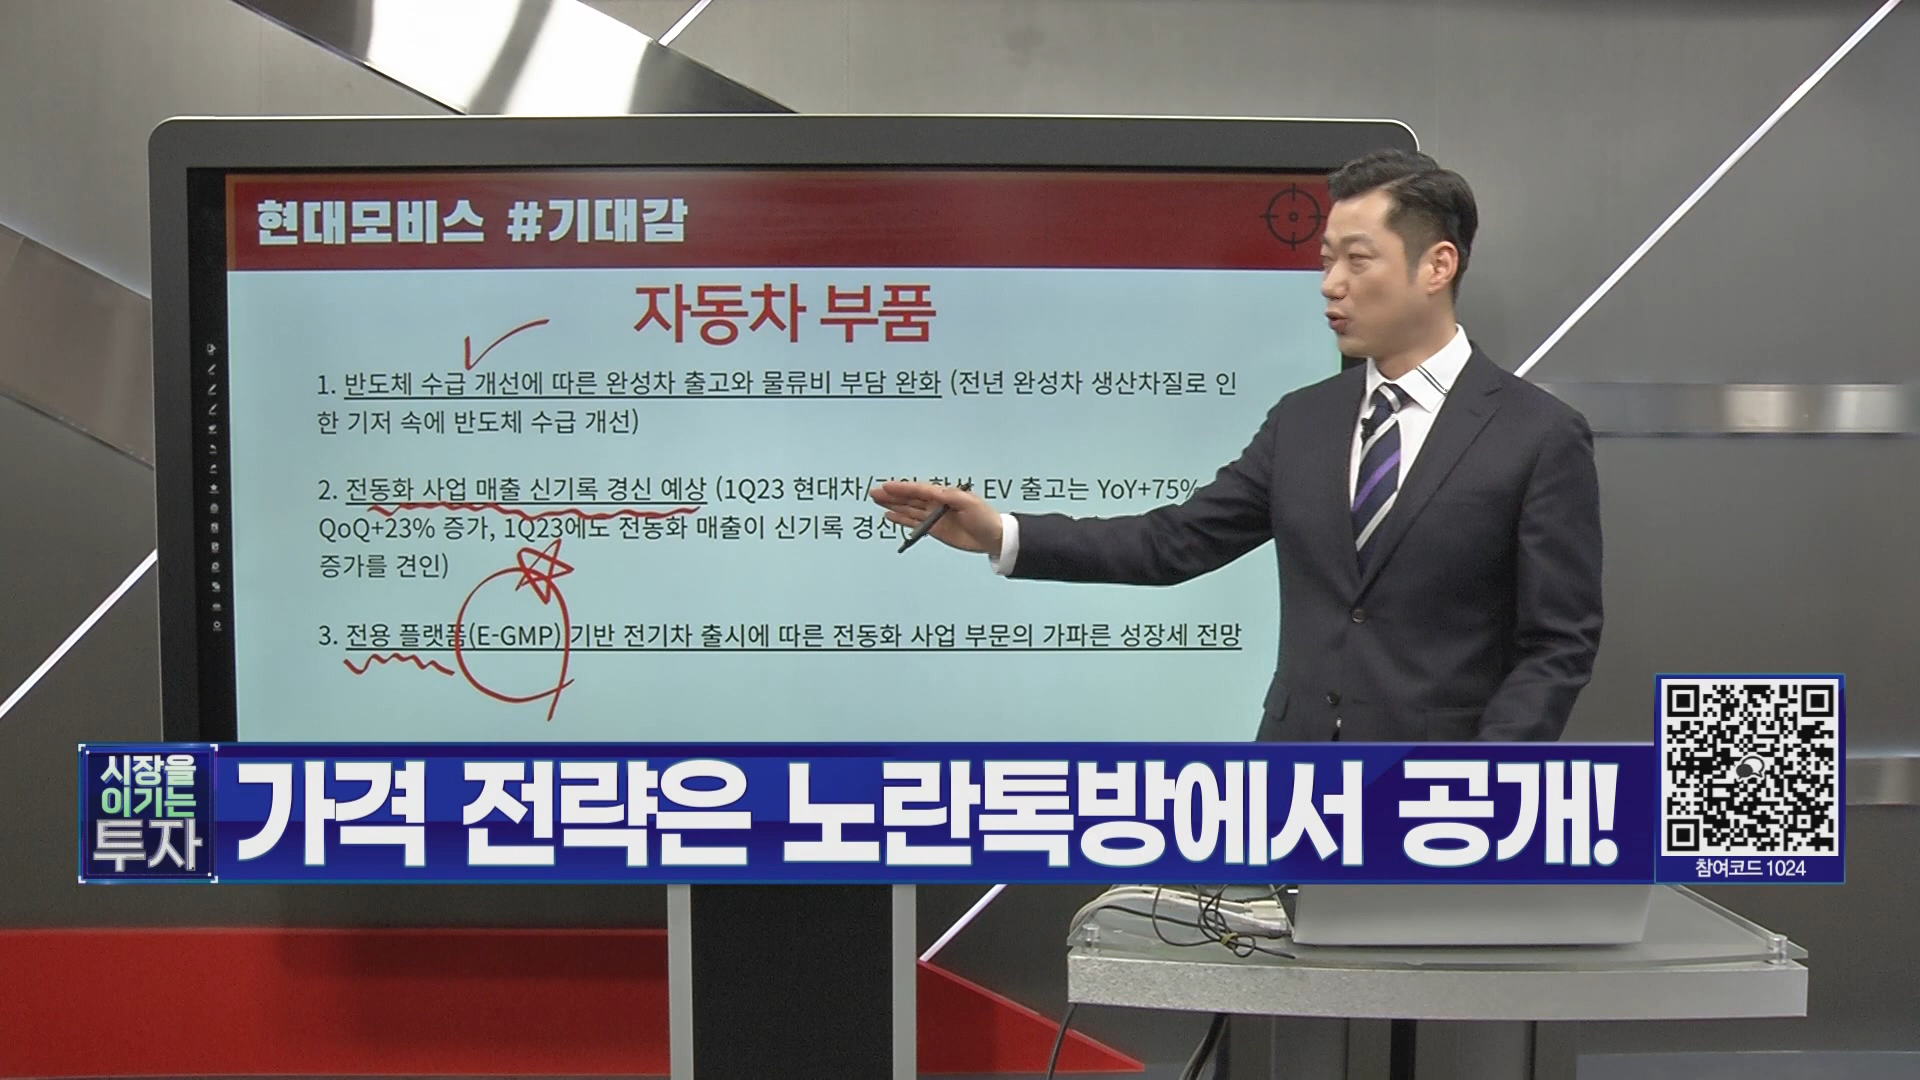 현대모비스 #기대감
자동차 부품
1. 반도체 수급 개선에 따른 완성차 출고와 물류비 부담 완화 (전년 완성차 생산차질로 인
한 기저 속에 반도체 수급 개선)
2. 전동화 사업 매출 신기록 경신 예상 (1Q23 현대차/ EV 출고는 YoY+75%
QoQ+23% 증가, 1Q23에도 전동화 매출이 신기록 경신(
증가를 견인)
3. 전용 플랫폼(E-GMP) 기반 전기차 출시에 따른 전동화 사업 부문의 가파른 성장세 전망
시장을
이기는
투자
가격 전략은 노란톡방에서 공개!
참여코드 1024